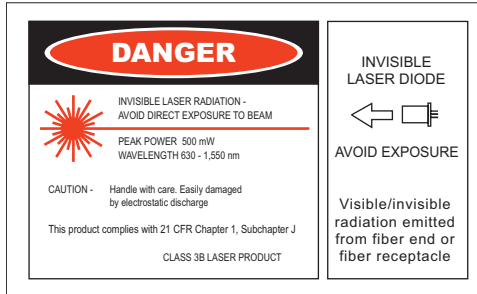 DANGER
INVISIBLE LASER RADIATION -
AVOID DIRECT EXPOSURE TO BEAM
PEAK POWER 500 mW
WAVELENGTH 630 - 1,550 nm
CAUTION - Handle with care. Easily damaged
by electrostatic discharge
This product complies with 21 CFR Chapter 1, Subchapter J
CLASS 3B LASER PRODUCT
INVISIBLE
LASER DIODE
AVOID EXPOSURE
Visible/invisible
radiation emitted
from fiber end or
fiber receptacle